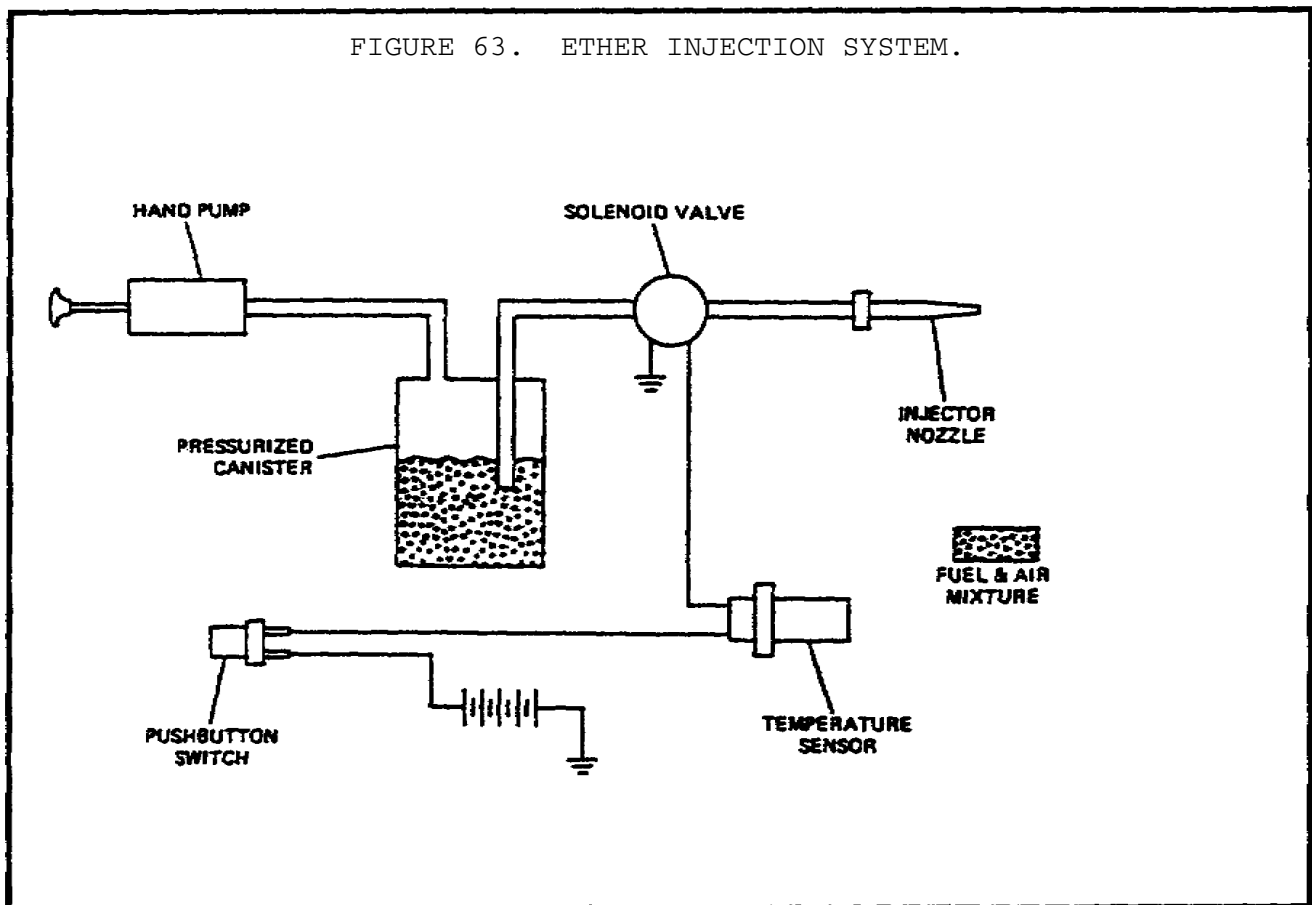 FIGURE 63. ETHER INJECTION SYSTEM.
HAND PUMP
SOLENOID VALVE
INJECTOR
NOZZLE
PRESSURIZED
CANISTER
FUEL & AIR
MIXTURE
PUSHBUTTON
SWITCH
TEMPERATURE
SENSOR